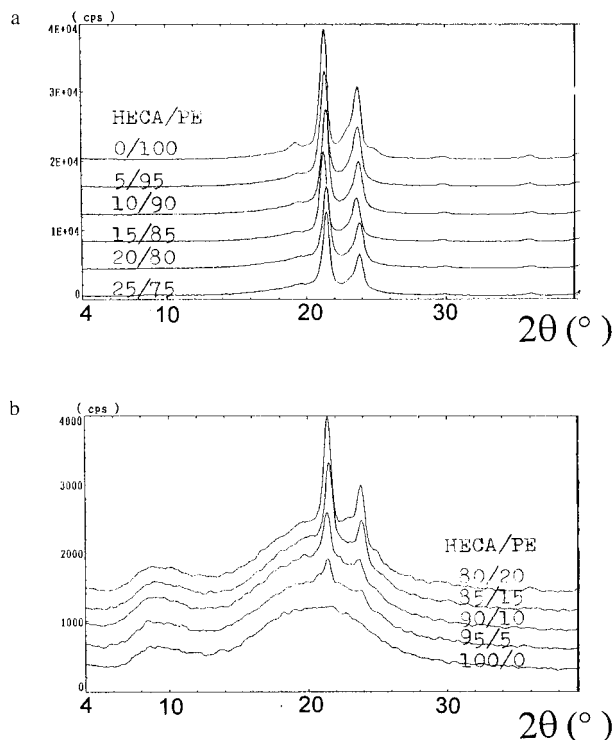 a
( cps )
4E+04
3E+04
HECA/PE
0/100
2E+04
5/95
10/90
1E+04
15/85
20/80
25/75
0
4 10 20 30
2θ (° )
b
( cps )
4000
3000
HECA/PE
2000
80/20
85/15
90/10
1000
95/5
100/0
0
4 10 20 30
2θ (° )